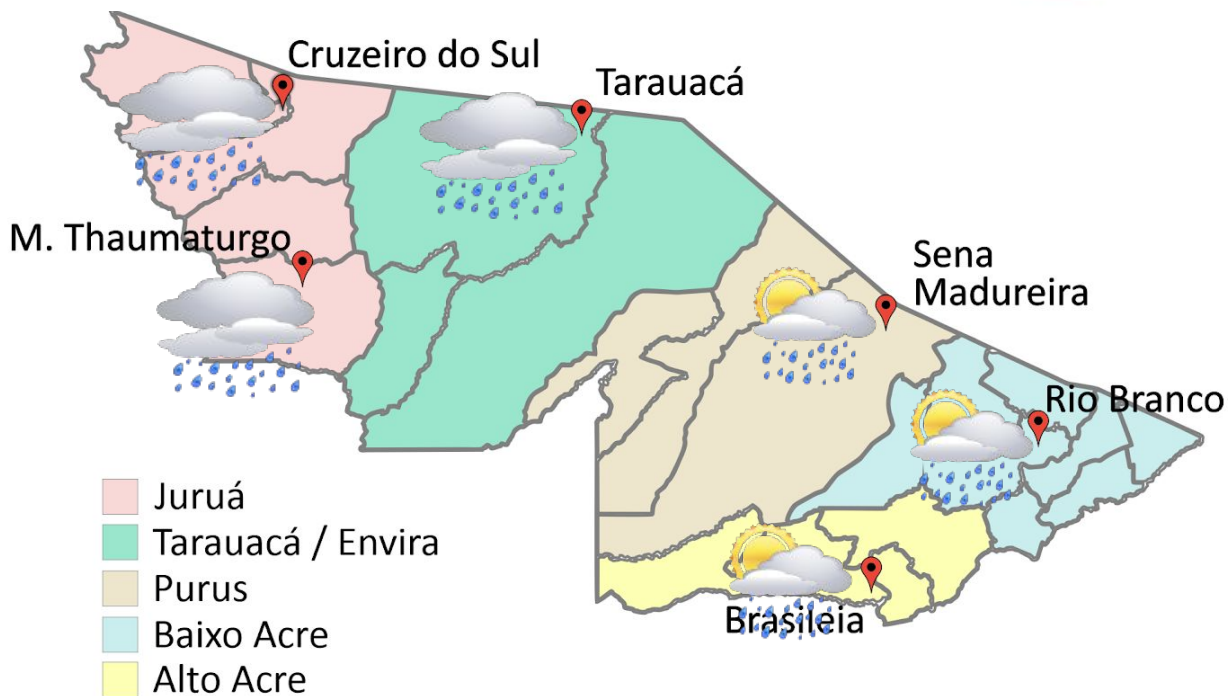 Cruzeiro do Sul
Tarauacá
M. Thaumaturgo
Sena
Madureira
Rio Branco
Brasileia
Juruá
Tarauacá / Envira
Purus
Baixo Acre
Alto Acre